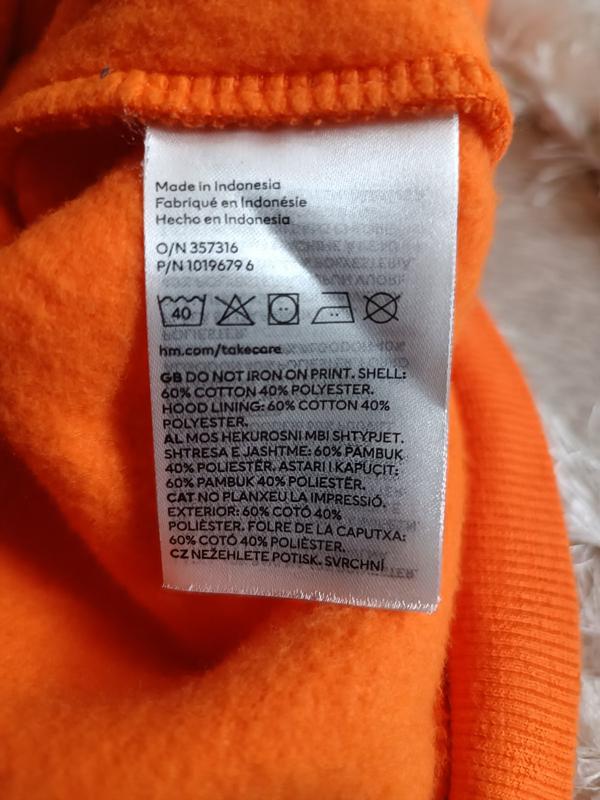 Made in Indonesia
Fabriqué en Indonésie
Hecho en Indonesia
O/N 357316
P/N 1019679 6
40
hm.com/takecare
GB DO NOT IRON ON PRINT. SHELL:
60% COTTON 40% POLYESTER.
HOOD LINING: 60% COTTON 40%
POLYESTER.
AL MOS HEKUROSNI MBI SHTYPJET.
SHTRESA E JASHTME: 60% PAMBUK
40% POLIESTËR. ASTARI I KAPUÇIT:
60% PAMBUK 40% POLIESTËR.
CAT NO PLANXEU LA IMPRESSIÓ.
EXTERIOR: 60% COTÓ 40%
POLIÈSTER. FOLRE DE LA CAPUTXA:
60% COTÓ 40% POLIÈSTER.
CZ NEŽEHLETE POTISK. SVRCHNÍ